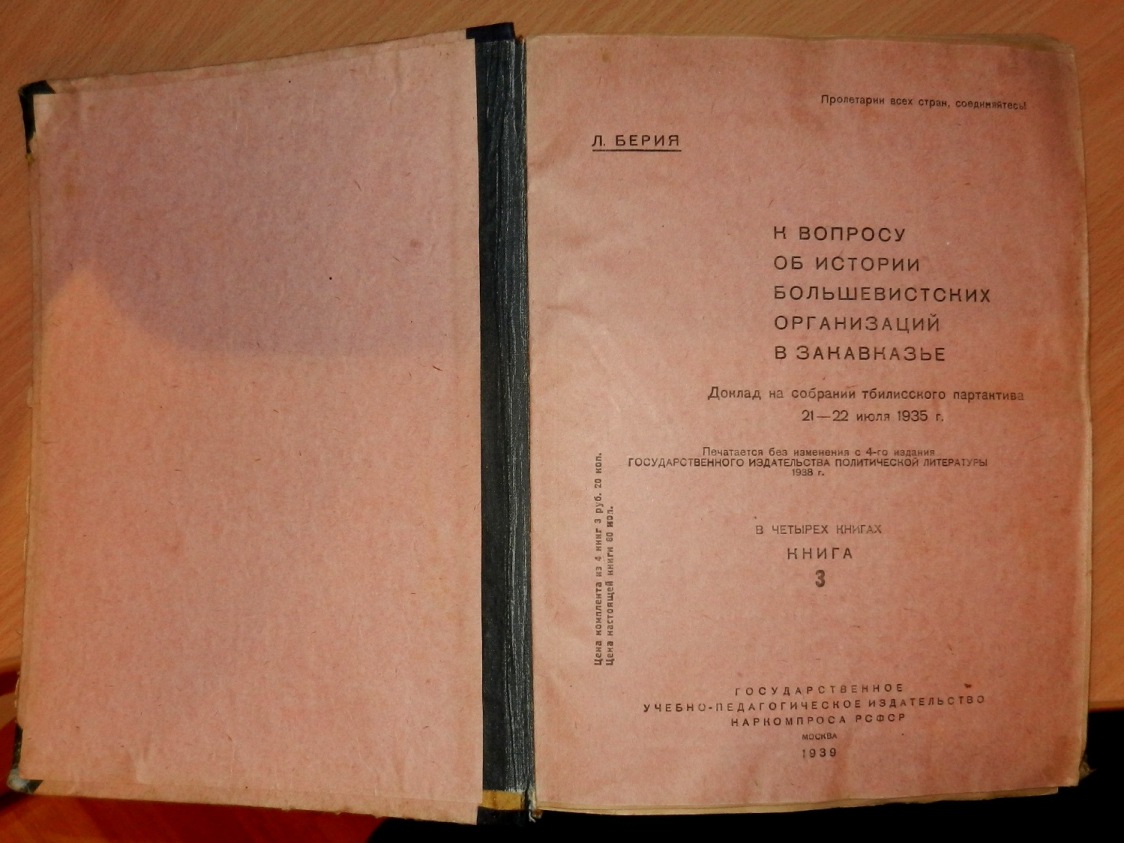 Пролетарии всех стран, соединяйтесь!
Л. БЕРИЯ
К ВОПРОСУ
ОБ ИСТОРИИ
БОЛЬШЕВИСТСКИХ
ОРГАНИЗАЦИЙ
В ЗАКАВКАЗЬЕ
Доклад на собрании тбилисского партактива
21—22 июля 1935 г.
Печатается без изменения с 4-го издания
ГОСУДАРСТВЕННОГО ИЗДАТЕЛЬСТВА ПОЛИТИЧЕСКОЙ ЛИТЕРАТУРЫ
1938 г.
Цена комплекта из 4 книг 3 руб. 20 коп.
Цена настоящей книги 80 коп.
В ЧЕТЫРЕХ КНИГАХ
КНИГА
3
ГОСУДАРСТВЕННОЕ
УЧЕБНО-ПЕДАГОГИЧЕСКОЕ ИЗДАТЕЛЬСТВО
НАРКОМПРОСА РСФСР
МОСКВА
1939